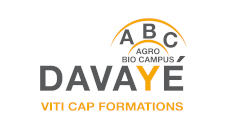 ABC
AGRO
BIO CAMPUS
DAVAYÉ
VITI CAP FORMATIONS